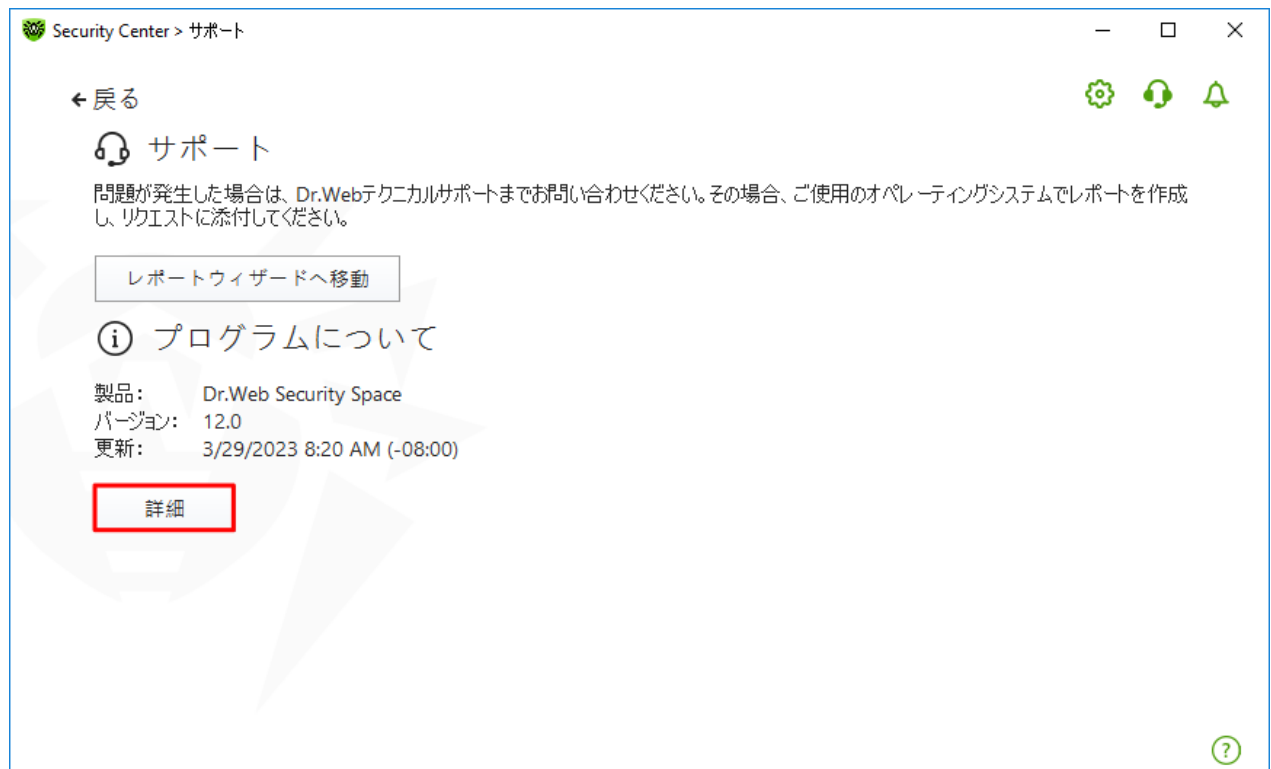 Security Center > サポート
戻る
サポート
問題が発生した場合は、Dr.Webテクニカルサポートまでお問い合わせください。その場合、ご使用のオペレーティングシステムでレポートを作成
し、リクエストに添付してください。
レポートウィザードへ移動
プログラムについて
製品： Dr.Web Security Space
バージョン： 12.0
更新： 3/29/2023 8:20 AM (-08:00)
詳細